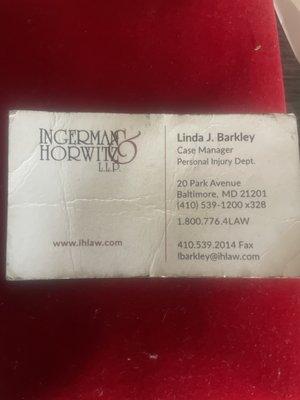 INGERMAN &
HORWITZ
L.L.P.
www.ihlaw.com
Linda J. Barkley
Case Manager
Personal Injury Dept.
20 Park Avenue
Baltimore, MD 21201
(410) 539-1200 x328
1.800.776.4LAW
410.539.2014 Fax
lbarkley@ihlaw.com